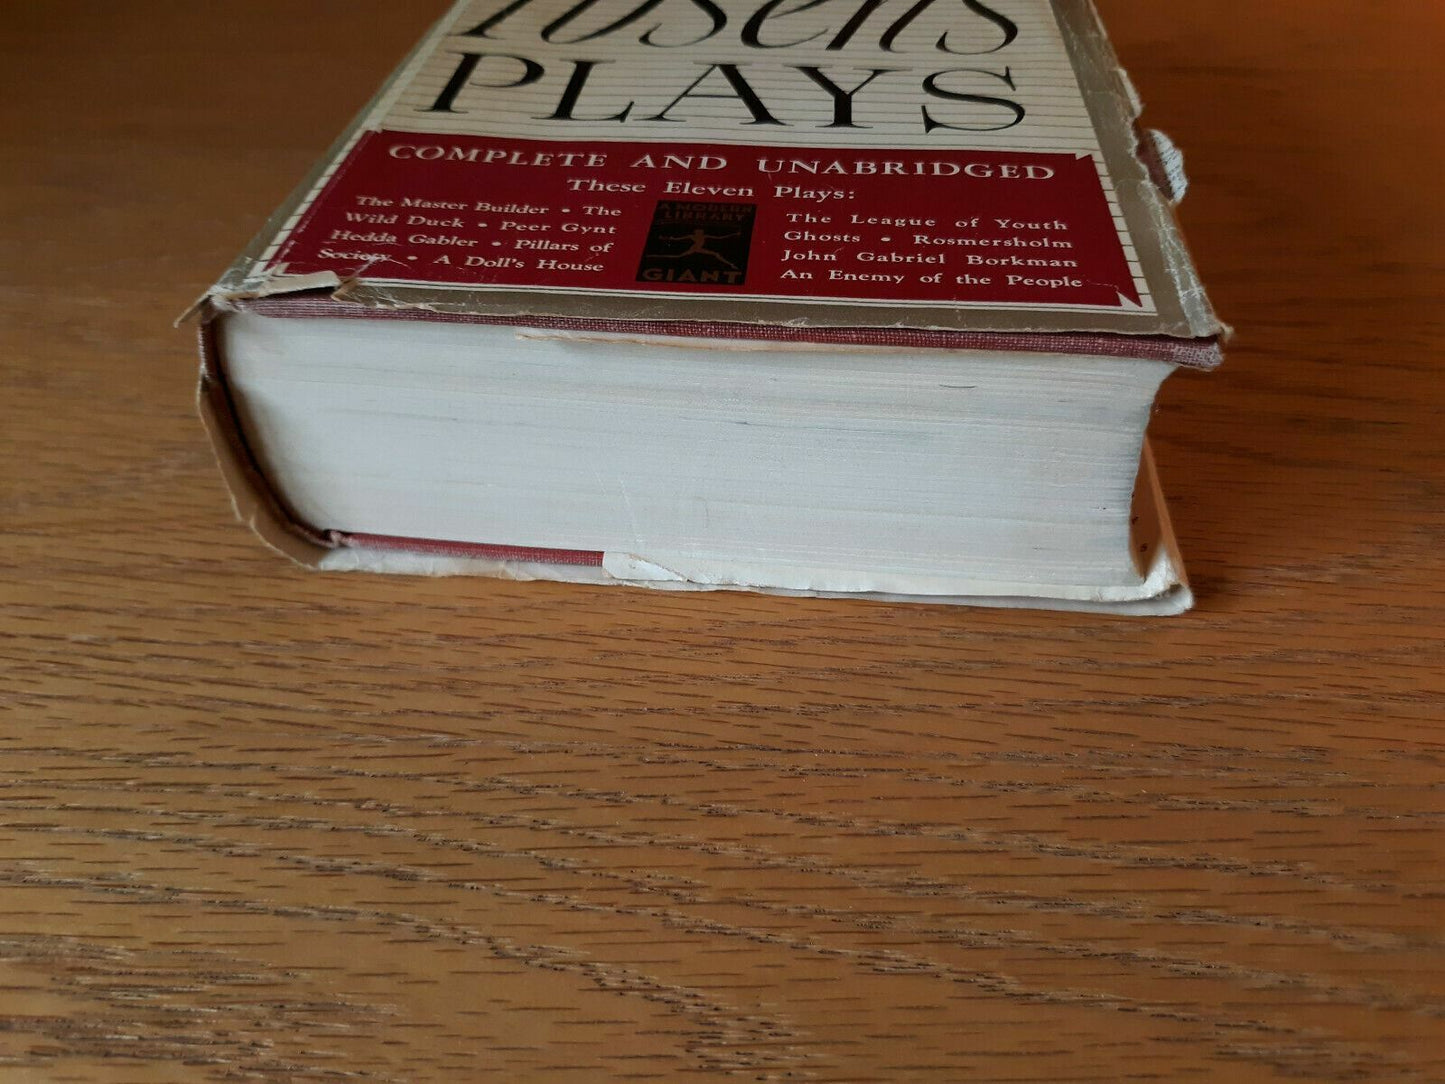 Ibsen's
PLAYS
COMPLETE AND UNABRIDGED
These Eleven Plays:
The Master Builder • The
Wild Duck • Peer Gynt
Hedda Gabler • Pillars of
Society • A Doll's House
A MODERN
LIBRARY
GIANT
The League of Youth
Ghosts • Rosmersholm
John Gabriel Borkman
An Enemy of the People